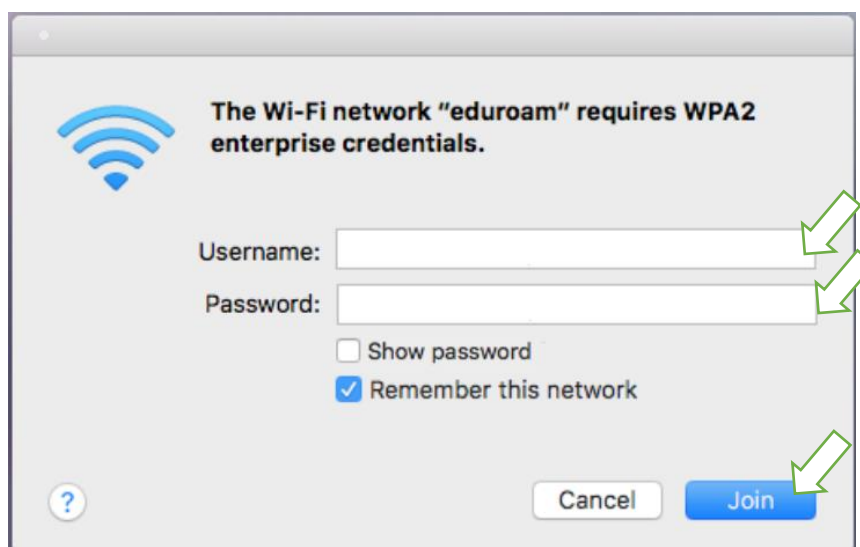 The Wi-Fi network “eduroam” requires WPA2
enterprise credentials.
Username:
Password:
Show password
Remember this network
?
Cancel
Join